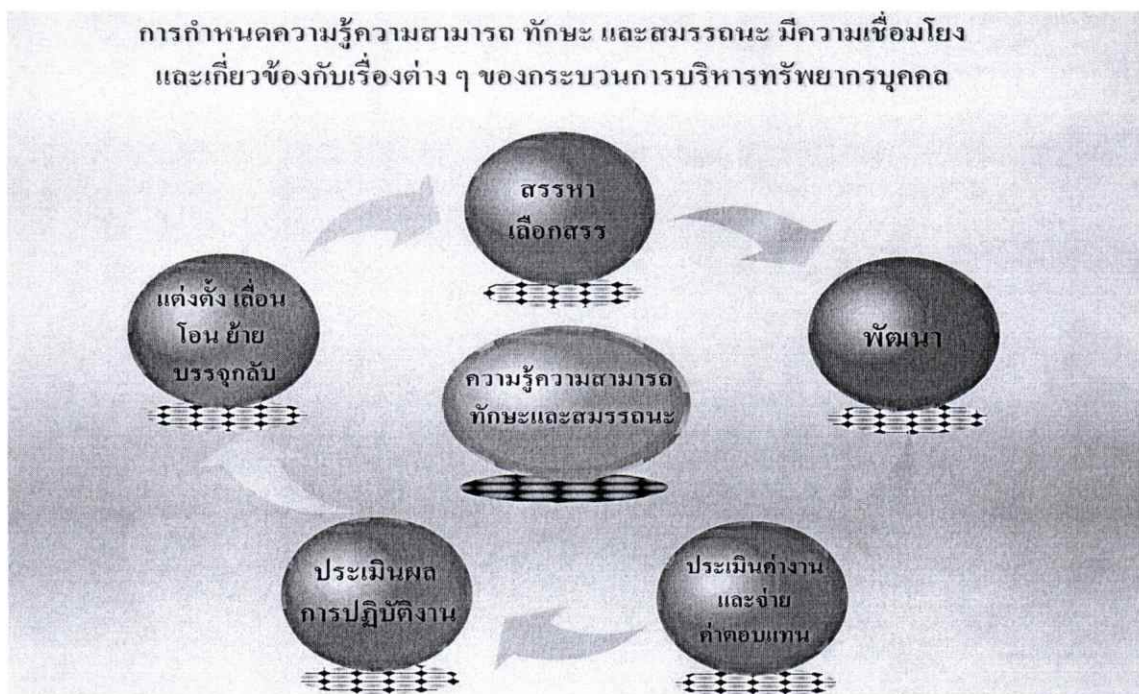 การกำหนดความรู้ความสามารถ ทักษะ และสมรรถนะ มีความเชื่อมโยง
และเกี่ยวข้องกับเรื่องต่าง ๆ ของกระบวนการบริหารทรัพยากรบุคคล
สรรหา
เลือกสรร
แต่งตั้ง เลื่อน
โอน ย้าย
บรรจุกลับ
พัฒนา
ความรู้ความสามารถ
ทักษะและสมรรถนะ
ประเมินผล
การปฏิบัติงาน
ประเมินค่างาน
และจ่าย
ค่าตอบแทน